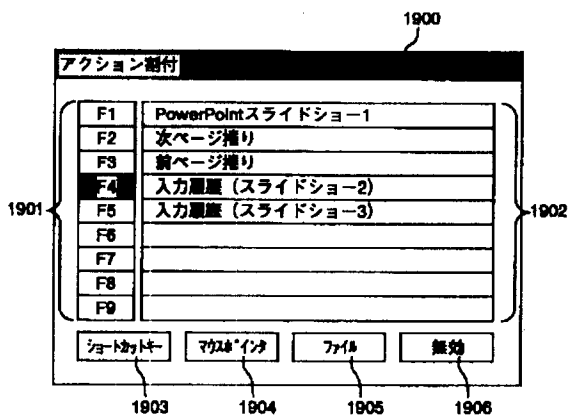 1900
アクション割付
F1 PowerPointスライドショー1
F2 次ページ捲り
F3 前ページ捲り
F4 入力履歴（スライドショー2）
F5 入力履歴（スライドショー3）
F6
F7
F8
F9
1901
1902
ショートカットキー マウスポインタ ファイル 無効
1903 1904 1905 1906